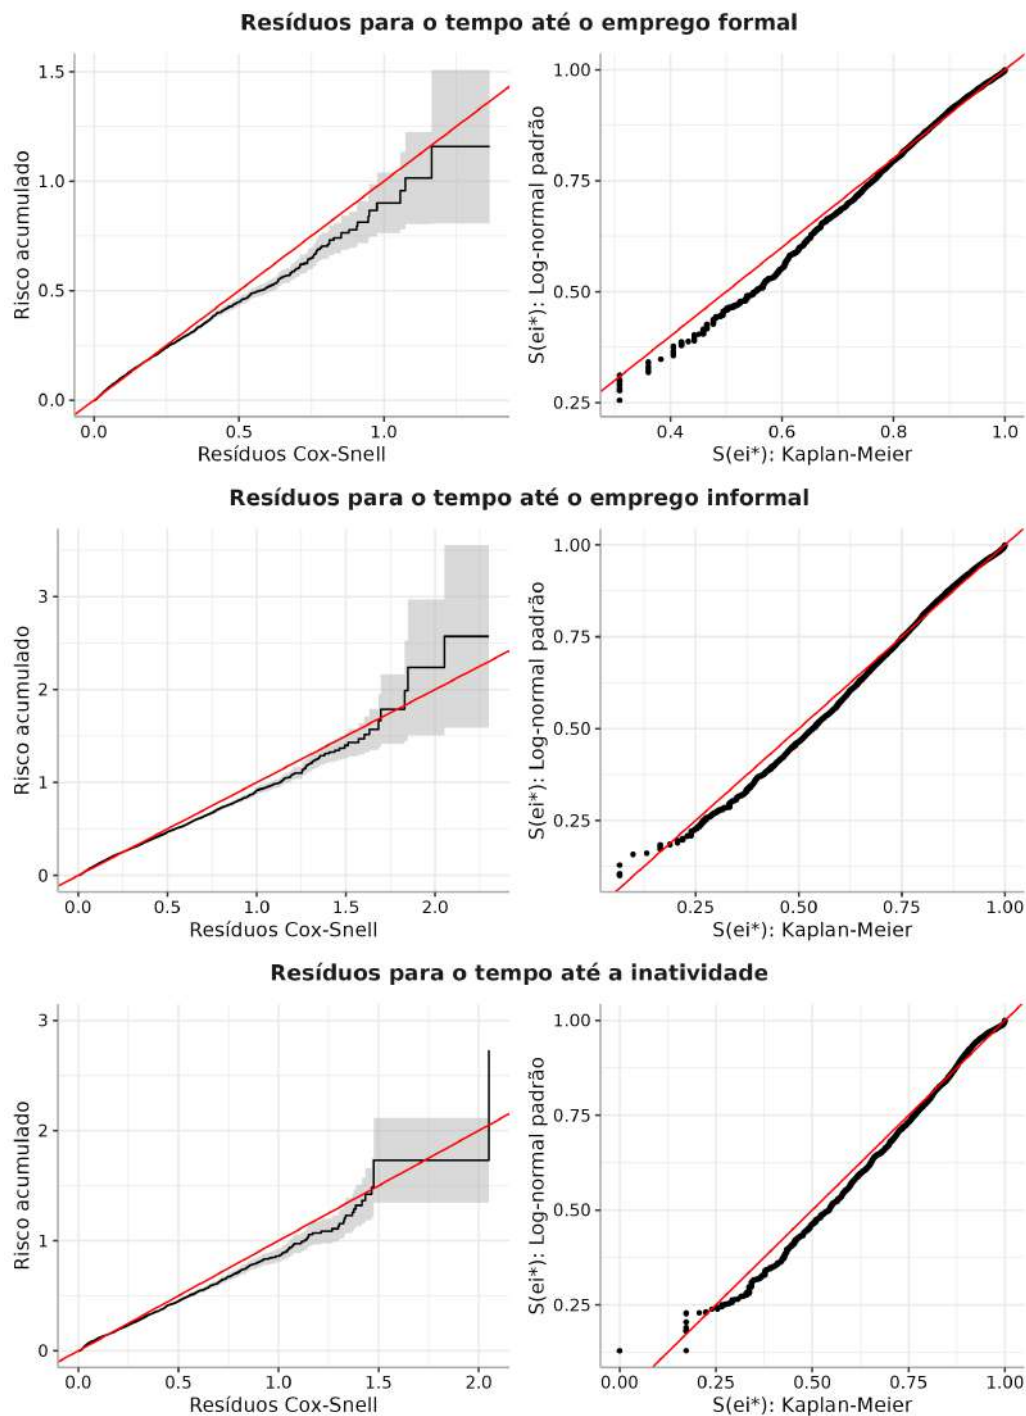 Resíduos para o tempo até o emprego formal
Risco acumulado
1.5
1.0
0.5
0.0
0.0 0.5 1.0
Resíduos Cox-Snell
S(ei*): Log-normal padrão
1.00
0.75
0.50
0.25
0.4 0.6 0.8 1.0
S(ei*): Kaplan-Meier
Resíduos para o tempo até o emprego informal
Risco acumulado
3
2
1
0
0.0 0.5 1.0 1.5 2.0
Resíduos Cox-Snell
S(ei*): Log-normal padrão
1.00
0.75
0.50
0.25
0.25 0.50 0.75 1.00
S(ei*): Kaplan-Meier
Resíduos para o tempo até a inatividade
Risco acumulado
3
2
1
0
0.0 0.5 1.0 1.5 2.0
Resíduos Cox-Snell
S(ei*): Log-normal padrão
1.00
0.75
0.50
0.25
0.00 0.25 0.50 0.75 1.00
S(ei*): Kaplan-Meier